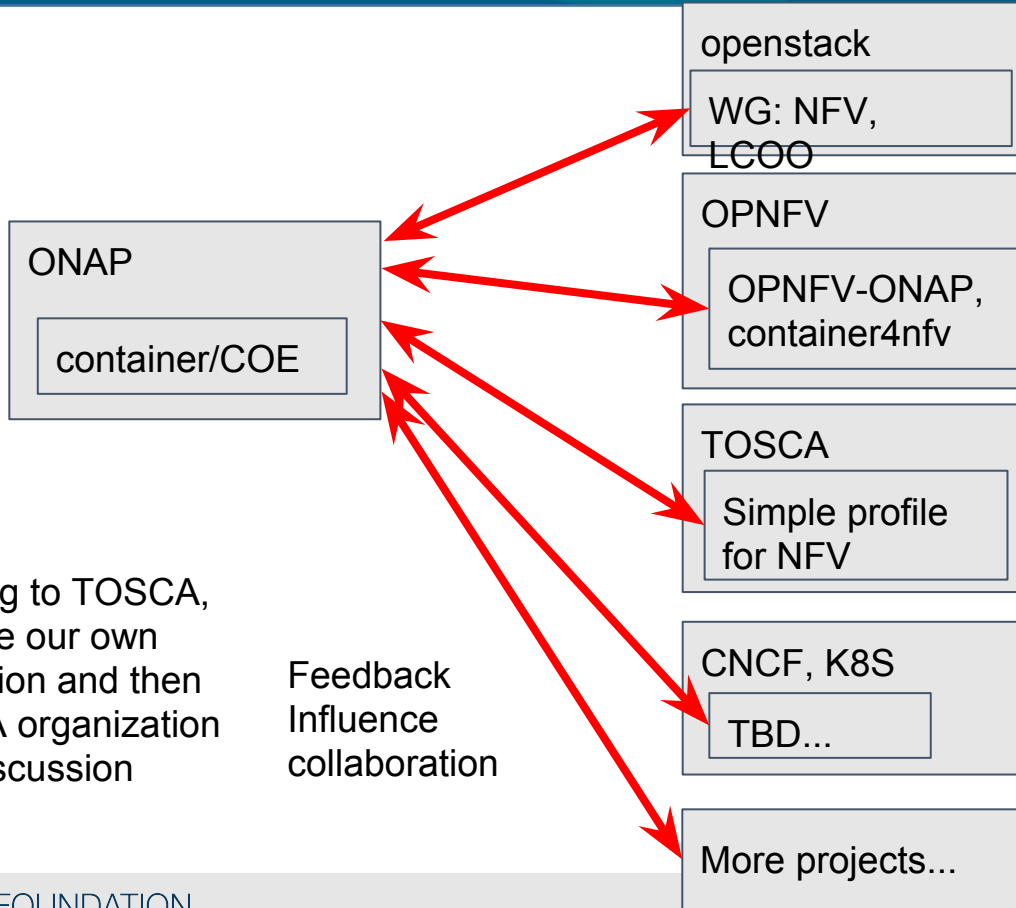 openstack
WG: NFV,
LCOO
OPNFV
OPNFV-ONAP,
container4nfv
ONAP
container/COE
TOSCA
Simple profile
for NFV
g to TOSCA,
e our own
ion and then
A organization
scussion
Feedback
Influence
collaboration
CNCF, K8S
TBD...
More projects...
FOUNDATION